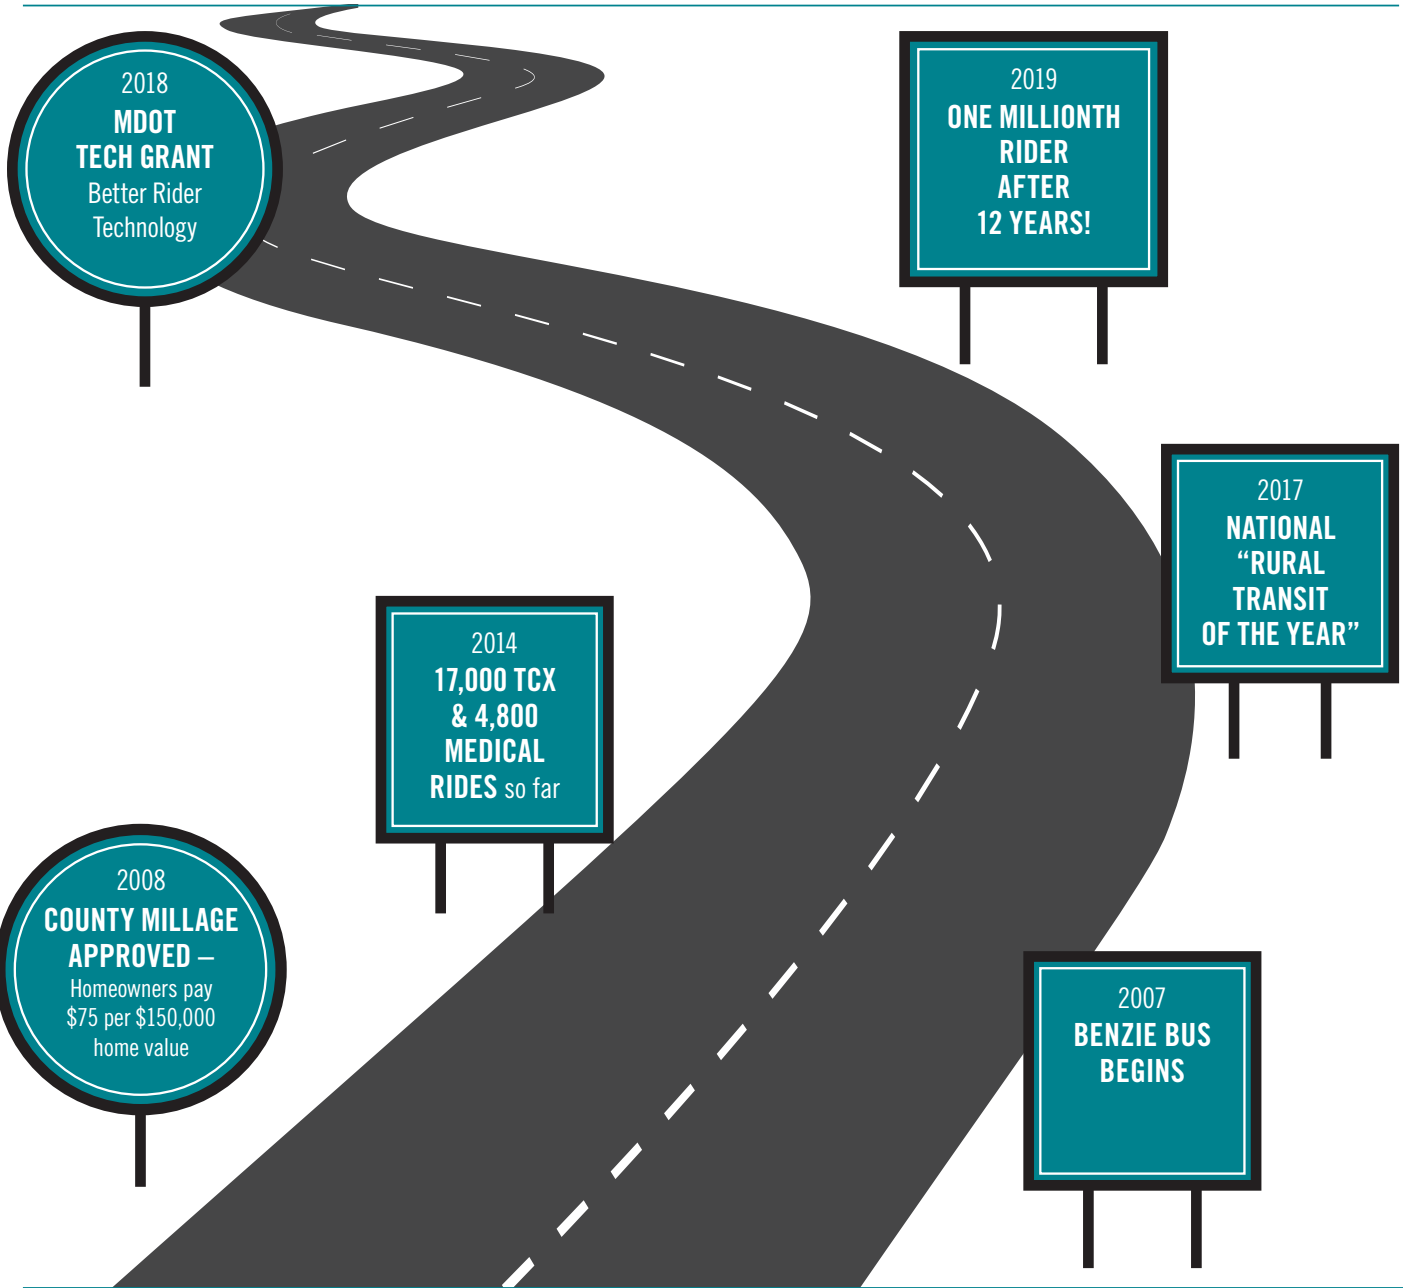 2018
MDOT
TECH GRANT
Better Rider
Technology
2019
ONE MILLIONTH
RIDER
AFTER
12 YEARS!
2017
NATIONAL
“RURAL
TRANSIT
OF THE YEAR”
2014
17,000 TCX
& 4,800
MEDICAL
RIDES so far
2008
COUNTY MILLAGE
APPROVED –
Homeowners pay
$75 per $150,000
home value
2007
BENZIE BUS
BEGINS